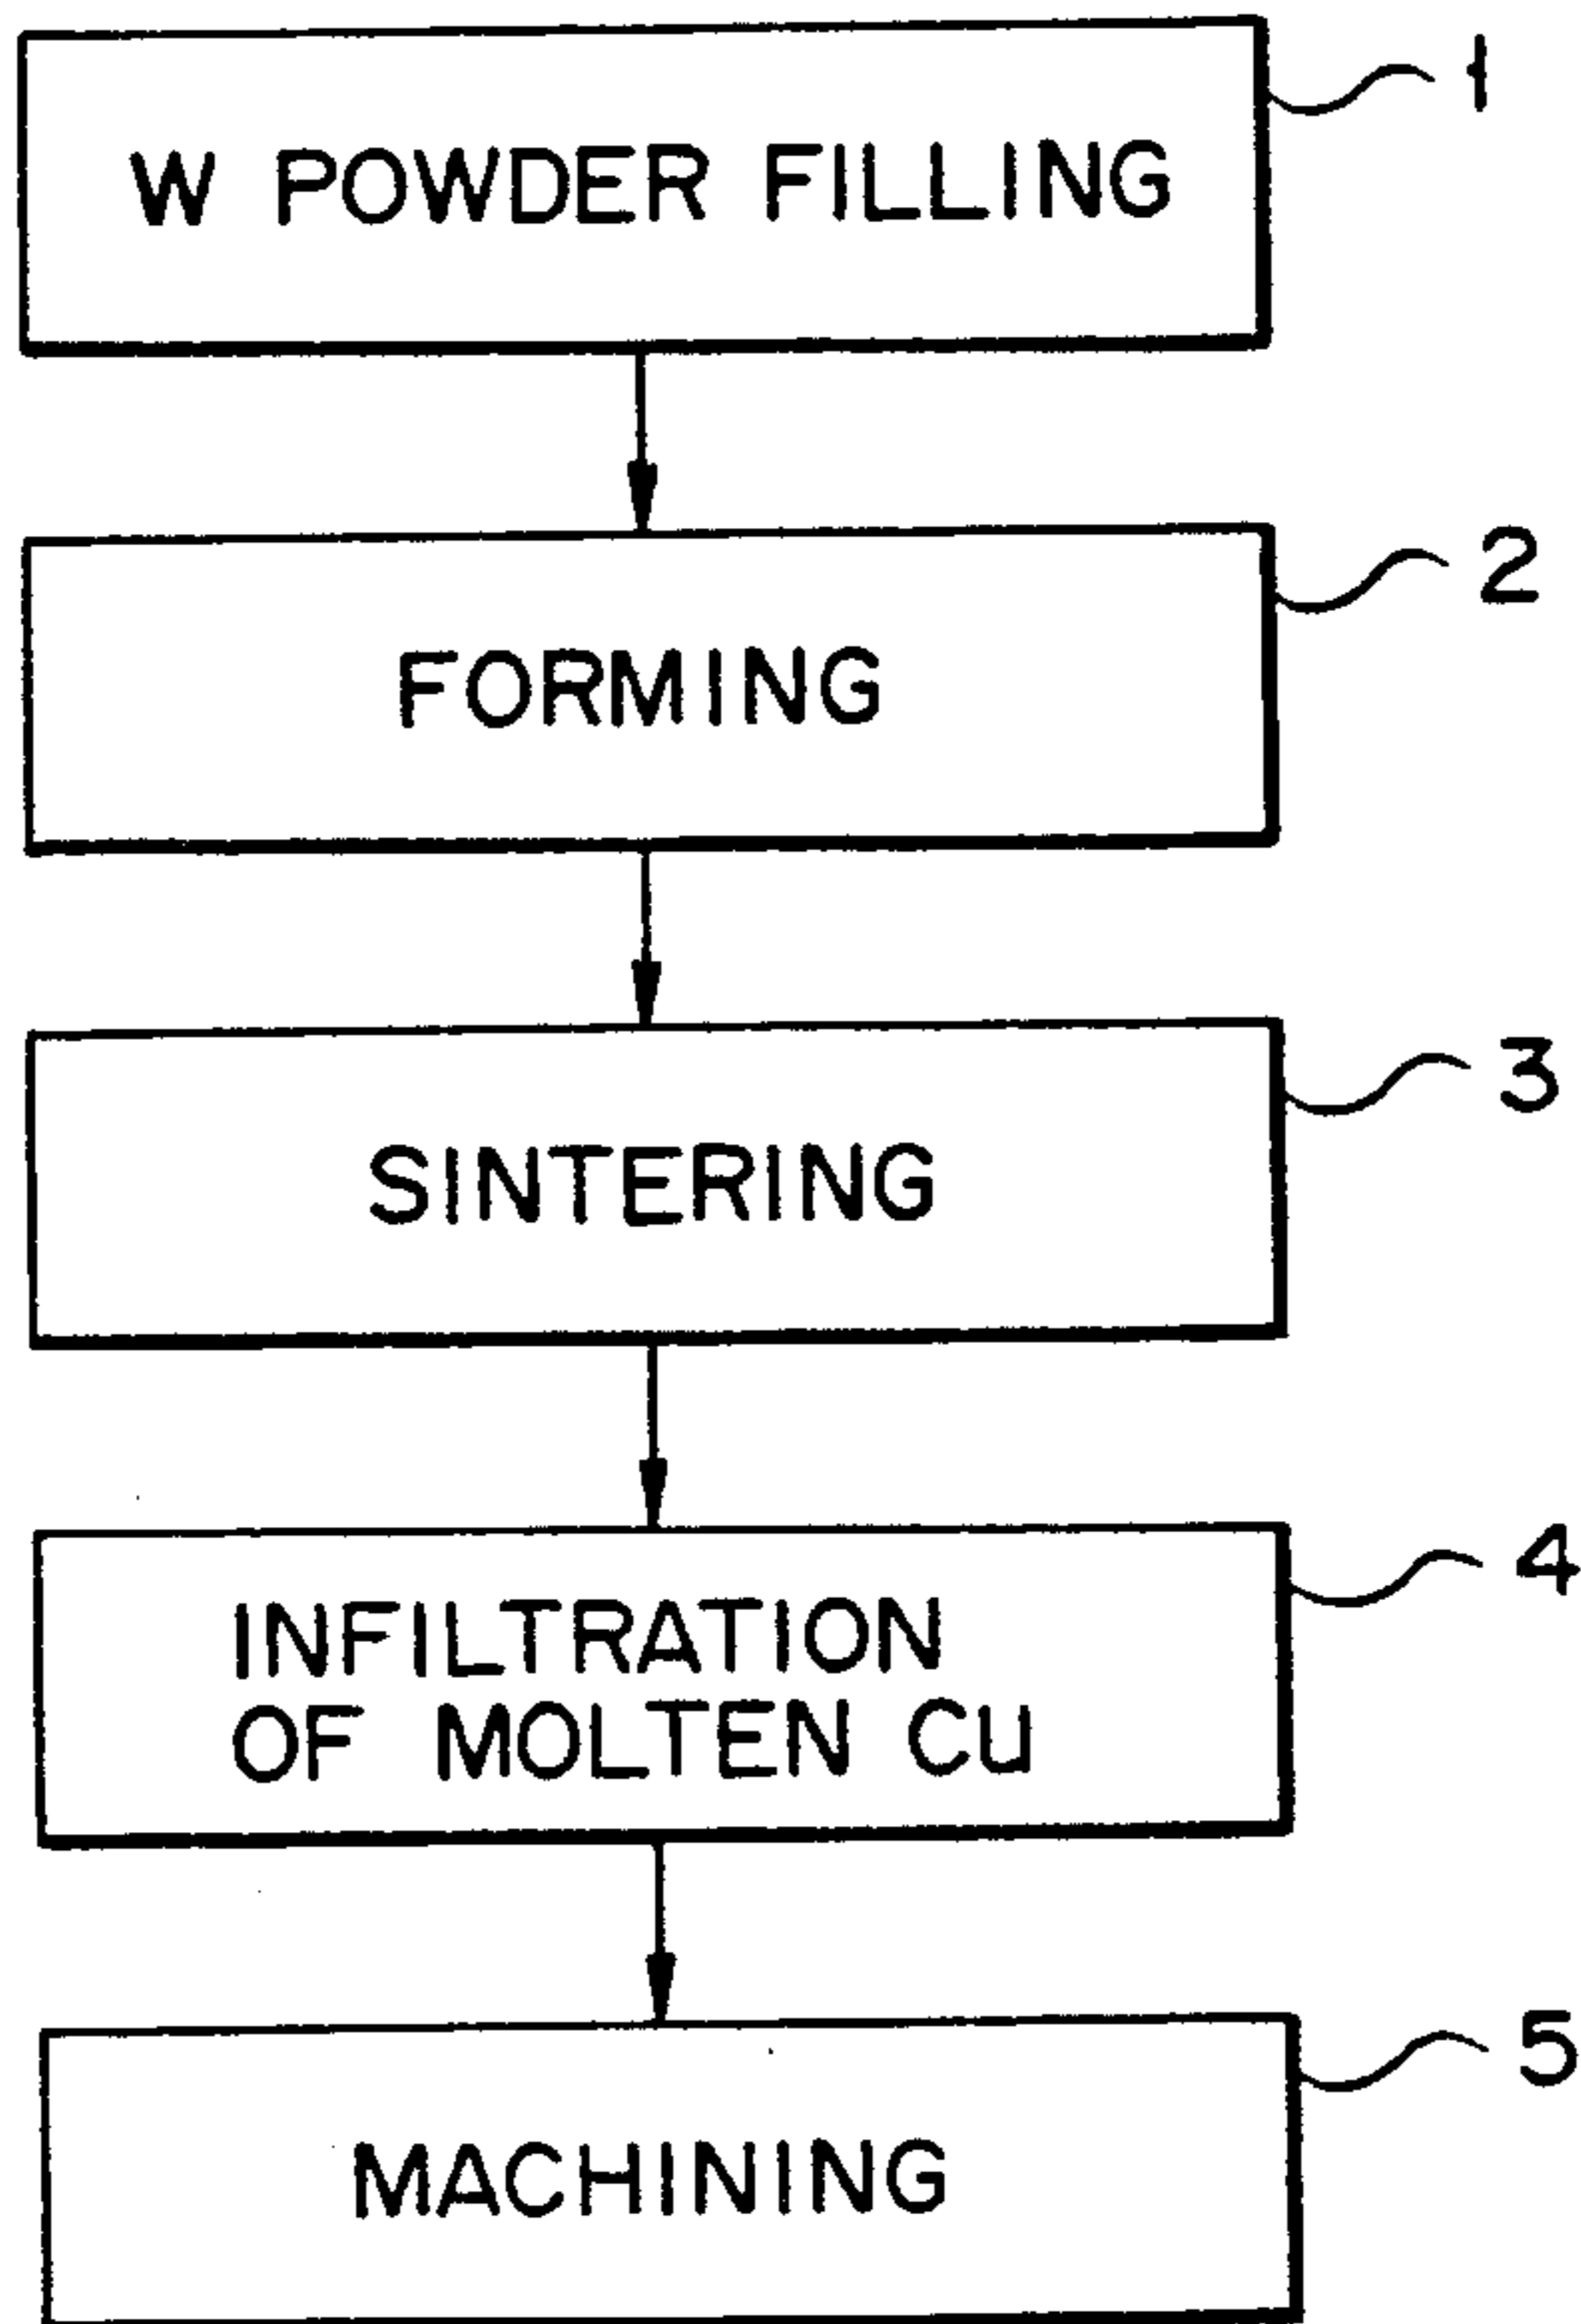 W POWDER FILLING
1
FORMING
2
SINTERING
3
INFILTRATION
OF MOLTEN CU
4
MACHINING
5